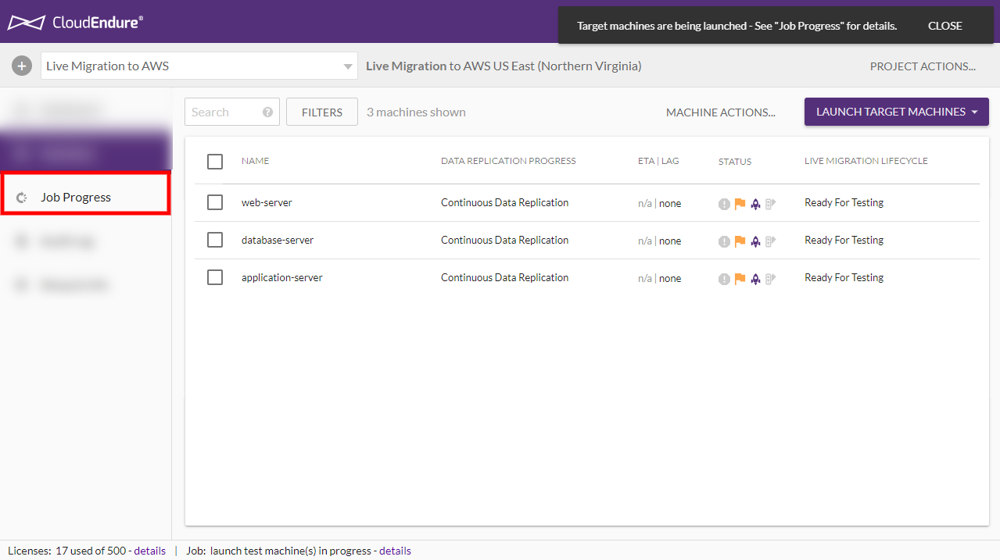 CloudEndure®
Target machines are being launched - See "Job Progress" for details. CLOSE
Live Migration to AWS
Live Migration to AWS US East (Northern Virginia)
PROJECT ACTIONS...
Job Progress
Search
FILTERS
3 machines shown
MACHINE ACTIONS...
LAUNCH TARGET MACHINES
NAME DATA REPLICATION PROGRESS ETA | LAG STATUS LIVE MIGRATION LIFECYCLE
web-server Continuous Data Replication n/a | none Ready For Testing
database-server Continuous Data Replication n/a | none Ready For Testing
application-server Continuous Data Replication n/a | none Ready For Testing
Licenses: 17 used of 500 - details | Job: launch test machine(s) in progress - details